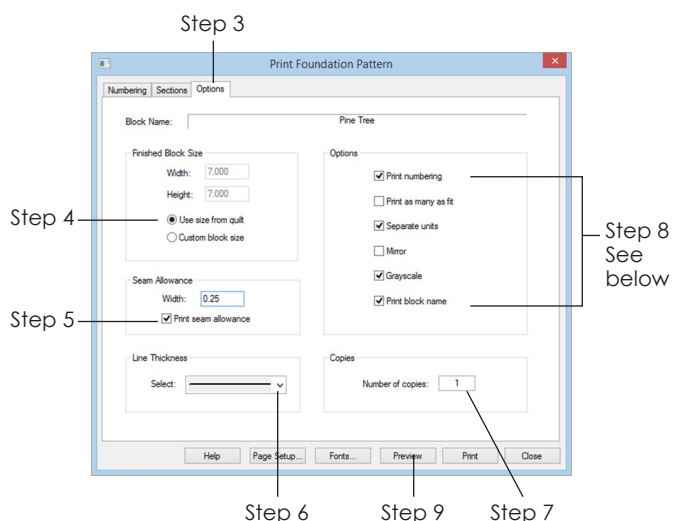 Step 3
Print Foundation Pattern
Numbering Sections Options
Block Name: Pine Tree
Finished Block Size
Width: 7.000
Height: 7.000
Step 4
Use size from quilt
Custom block size
Seam Allowance
Width: 0.25
Step 5
Print seam allowance
Line Thickness
Select:
Options
Print numbering
Print as many as fit
Separate units
Mirror
Grayscale
Print block name
Step 8
See
below
Copies
Number of copies: 1
Help Page Setup... Fonts... Preview Print Close
Step 6 Step 9 Step 7